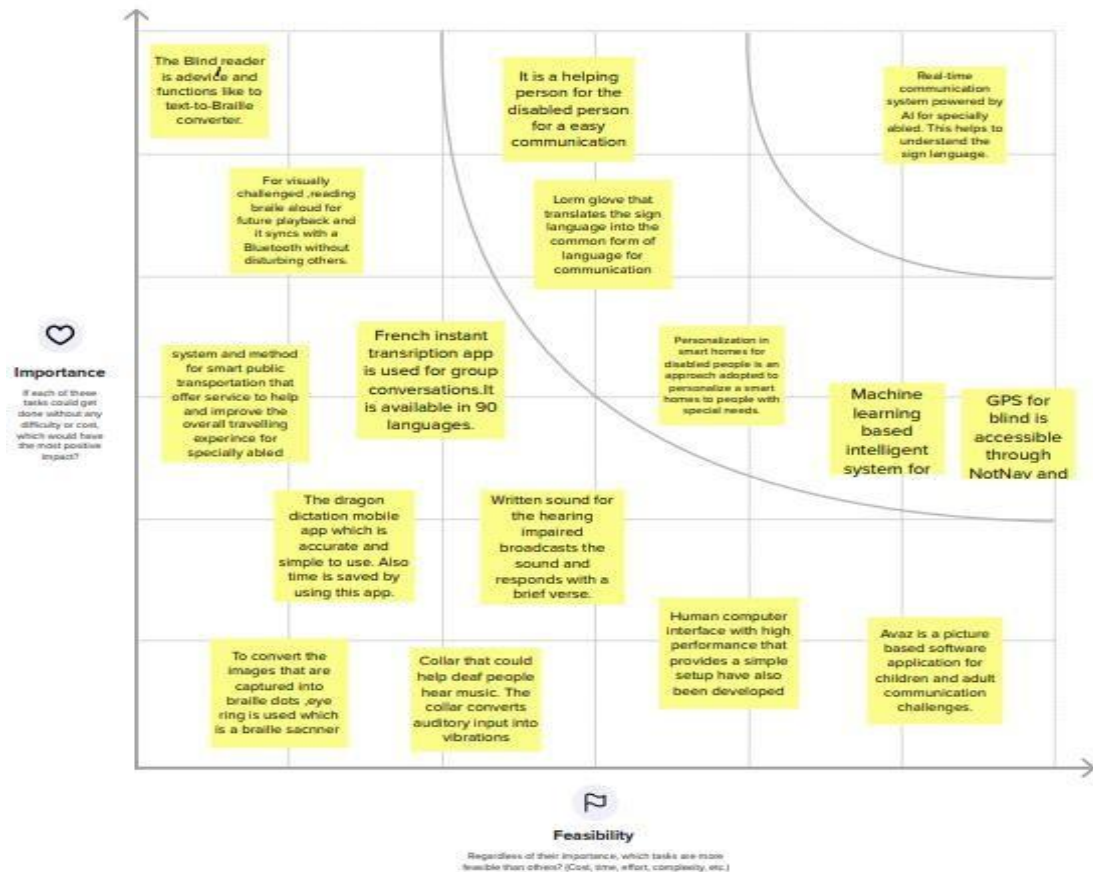 The Blind reader
is adevice and
functions like to
text-to-Braille
converter.
It is a helping
person for the
disabled person
for a easy
communication
Real-time
communication
system powered by
AI for specially
abled. This helps to
understand the
sign language.
For visually
challenged ,reading
braile aloud for
future playback and
it syncs with a
Bluetooth without
disturbing others.
Lorm glove that
translates the sign
language into the
common form of
language for
communication
Importance
If each of these
tasks could get
done without any
difficulty or cost,
which would have
the most positive
impact?
system and method
for smart public
transportation that
offer service to help
and improve the
overall travelling
experince for
specially abled
French instant
transription app
is used for group
conversations.It
is available in 90
languages.
Personalization in
smart homes for
disabled people is an
approach adopted to
personalize a smart
homes to people with
special needs.
Machine
learning
based
intelligent
system for
GPS for
blind is
accessible
through
NotNav and
The dragon
dictation mobile
app which is
accurate and
simple to use. Also
time is saved by
using this app.
Written sound for
the hearing
impaired
broadcasts the
sound and
responds with a
brief verse.
Human computer
interface with high
performance that
provides a simple
setup have also
been developed
Avaz is a picture
based software
application for
children and adult
communication
challenges.
To convert the
images that are
captured into
braille dots ,eye
ring is used which
is a braille sacnner
Collar that could
help deaf people
hear music. The
collar converts
auditory input into
vibrations
Feasibility
Regardless of their importance, which tasks are more
feasible than others? (Cost, time, effort, complexity, etc.)